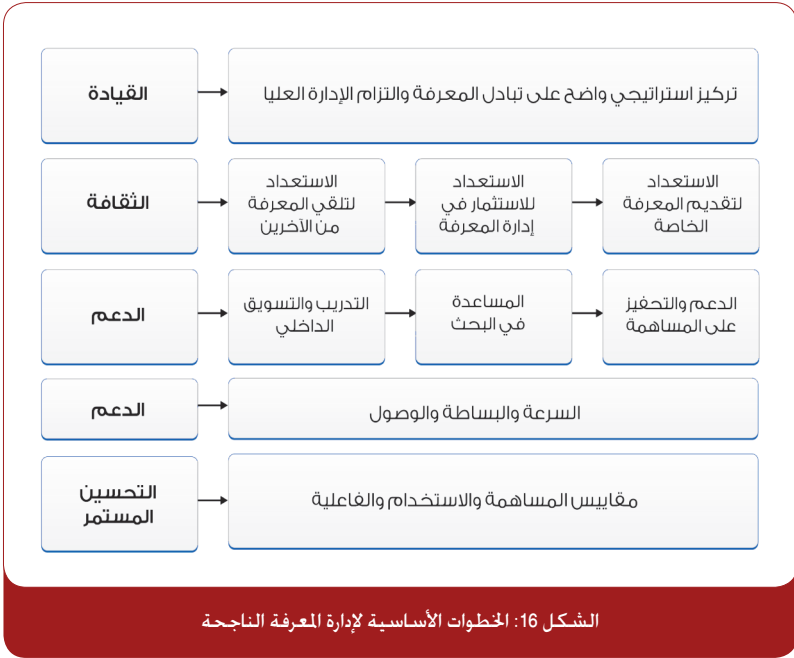 القيادة
تركيز استراتيجي واضح على تبادل المعرفة والتزام الإدارة العليا
الثقافة
الاستعداد
لتلقي المعرفة
من الآخرين
الاستعداد
للاستثمار في
إدارة المعرفة
الاستعداد
لتقديم المعرفة
الخاصة
الدعم
التدريب والتسويق
الداخلي
المساعدة
في البحث
الدعم والتحفيز
على المساهمة
الدعم
السرعة والبساطة والوصول
التحسين
المستمر
مقاييس المساهمة والاستخدام والفاعلية
الشكل 16: الخطوات الأساسية لإدارة المعرفة الناجحة